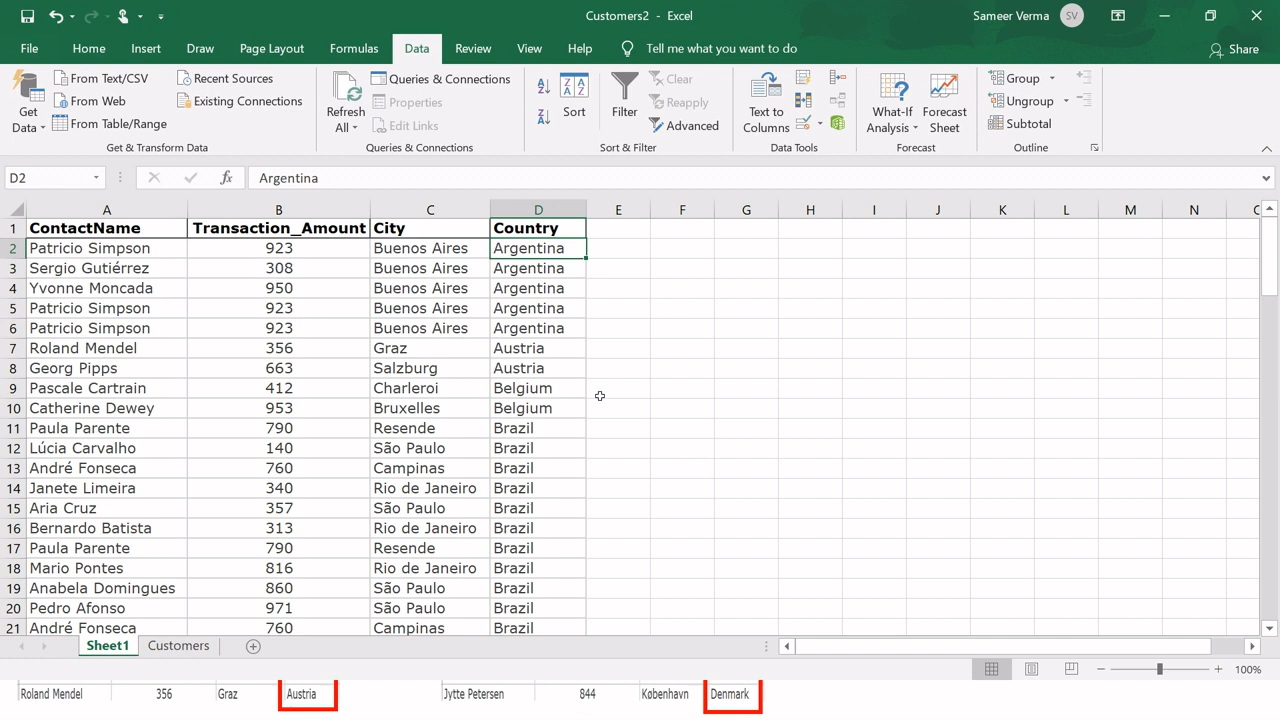 Customers2 - Excel
Sameer Verma SV
File Home Insert Draw Page Layout Formulas Data Review View Help Tell me what you want to do Share
Get Data
From Text/CSV
From Web
From Table/Range
Recent Sources
Existing Connections
Get & Transform Data
Refresh All
Queries & Connections
Properties
Edit Links
Queries & Connections
Sort
Filter
Clear
Reapply
Advanced
Sort & Filter
Text to Columns
Data Tools
What-If Analysis
Forecast Sheet
Forecast
Group
Ungroup
Subtotal
Outline
D2 fx Argentina
A B C D E F G H I J K L M N
1 ContactName Transaction_Amount City Country
2 Patricio Simpson 923 Buenos Aires Argentina
3 Sergio Gutiérrez 308 Buenos Aires Argentina
4 Yvonne Moncada 950 Buenos Aires Argentina
5 Patricio Simpson 923 Buenos Aires Argentina
6 Patricio Simpson 923 Buenos Aires Argentina
7 Roland Mendel 356 Graz Austria
8 Georg Pipps 663 Salzburg Austria
9 Pascale Cartrain 412 Charleroi Belgium
10 Catherine Dewey 953 Bruxelles Belgium
11 Paula Parente 790 Resende Brazil
12 Lúcia Carvalho 140 São Paulo Brazil
13 André Fonseca 760 Campinas Brazil
14 Janete Limeira 340 Rio de Janeiro Brazil
15 Aria Cruz 357 São Paulo Brazil
16 Bernardo Batista 313 Rio de Janeiro Brazil
17 Paula Parente 790 Resende Brazil
18 Mario Pontes 816 Rio de Janeiro Brazil
19 Anabela Domingues 860 São Paulo Brazil
20 Pedro Afonso 971 São Paulo Brazil
21 André Fonseca 760 Campinas Brazil
Sheet1 Customers
100%
Roland Mendel 356 Graz Austria Jytte Petersen 844 København Denmark